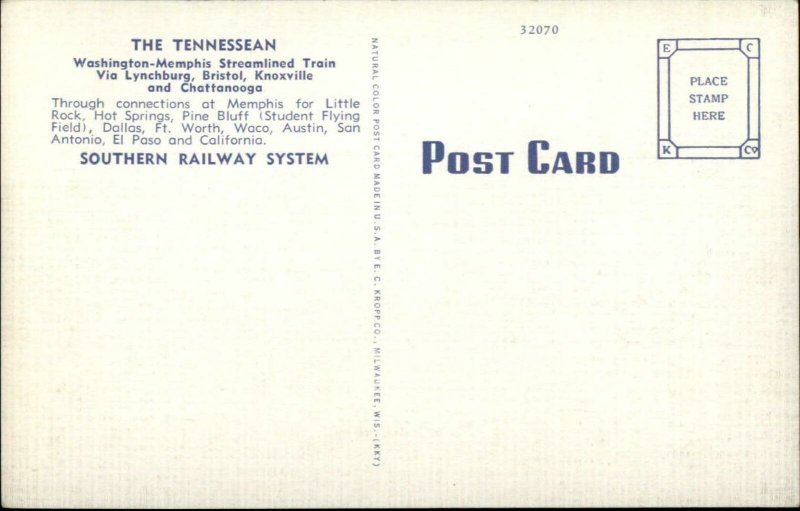 THE TENNESSEAN
Washington-Memphis Streamlined Train
Via Lynchburg, Bristol, Knoxville
and Chattanooga
Through connections at Memphis for Little
Rock, Hot Springs, Pine Bluff (Student Flying
Field), Dallas, Ft. Worth, Waco, Austin, San
Antonio, El Paso and California.
SOUTHERN RAILWAY SYSTEM
NATURAL COLOR POST CARD MADE IN U.S.A. BY E. C. KROPP CO., MILWAUKEE, WIS.-(KKY)
32070
POST CARD
E C
PLACE
STAMP
HERE
K Co